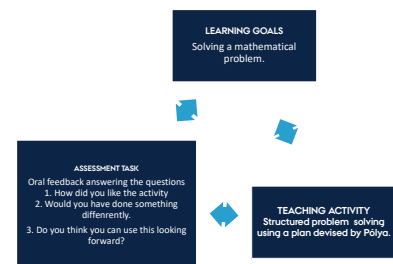 LEARNING GOALS
Solving a mathematical
problem.
ASSESSMENT TASK
Oral feedback answering the questions
1. How did you like the activity
2. Would you have done something
differenrently.
3. Do you think you can use this looking
forward?
TEACHING ACTIVITY
Structured problem solving
using a plan devised by Pólya.